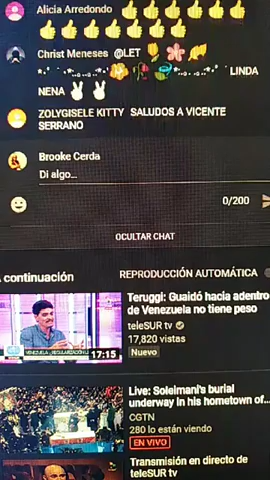 Alicia Arredondo
Christ Meneses @LET
LINDA
NENA
ZOLYGISELE KITTY SALUDOS A VICENTE
SERRANO
Brooke Cerda
Di algo...
0/200
OCULTAR CHAT
continuación REPRODUCCIÓN AUTOMÁTICA
Teruggi: Guaidó hacia adentro
de Venezuela no tiene peso
teleSUR tv
17,820 vistas
Nuevo
17:15
Live: Soleimani's burial
underway in his hometown of...
CGTN
280 lo están viendo
EN VIVO
Transmisión en directo de
teleSUR tv